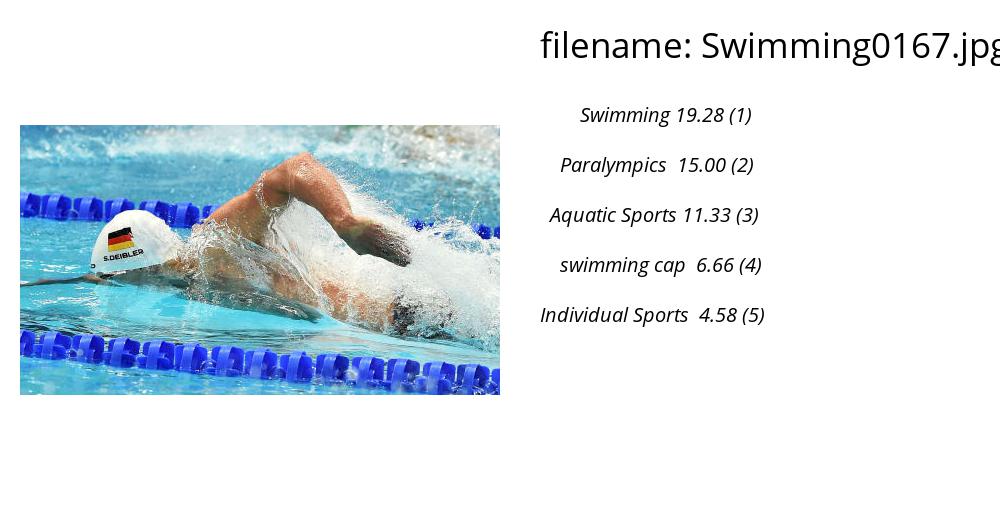 filename: Swimming0167.jpg
Swimming 19.28 (1)
Paralympics 15.00 (2)
Aquatic Sports 11.33 (3)
swimming cap 6.66 (4)
Individual Sports 4.58 (5)
S.DEIBLER